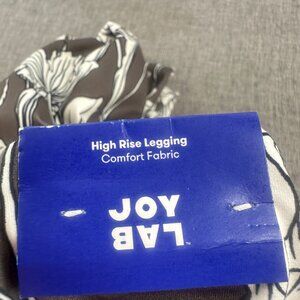 High Rise Legging
Comfort Fabric
JOY
LAB